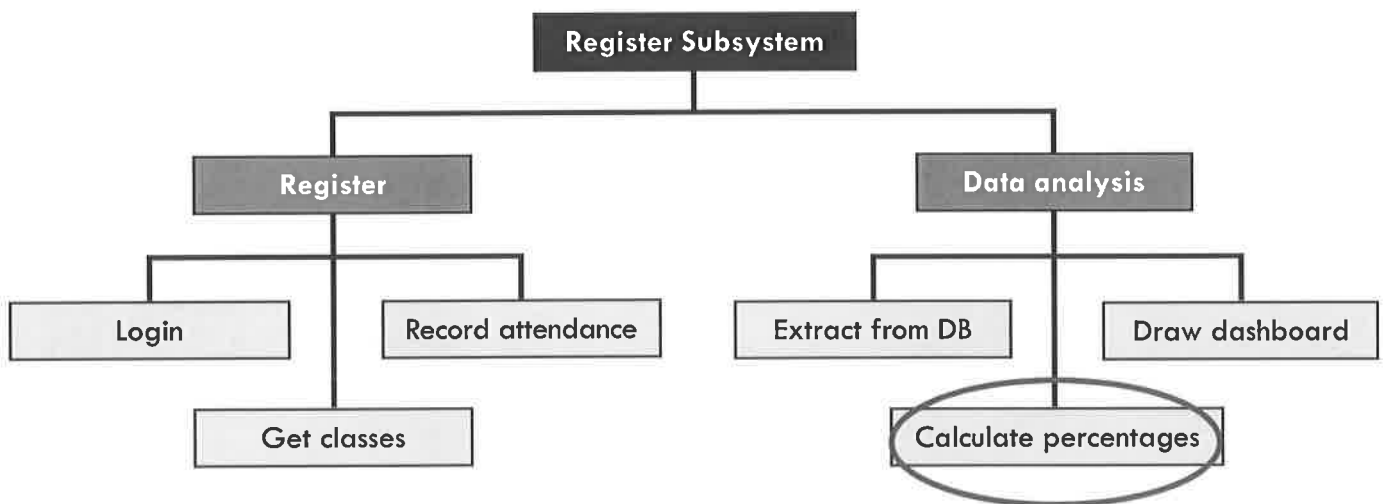 Register Subsystem
Register
Data analysis
Login
Record attendance
Extract from DB
Draw dashboard
Get classes
Calculate percentages